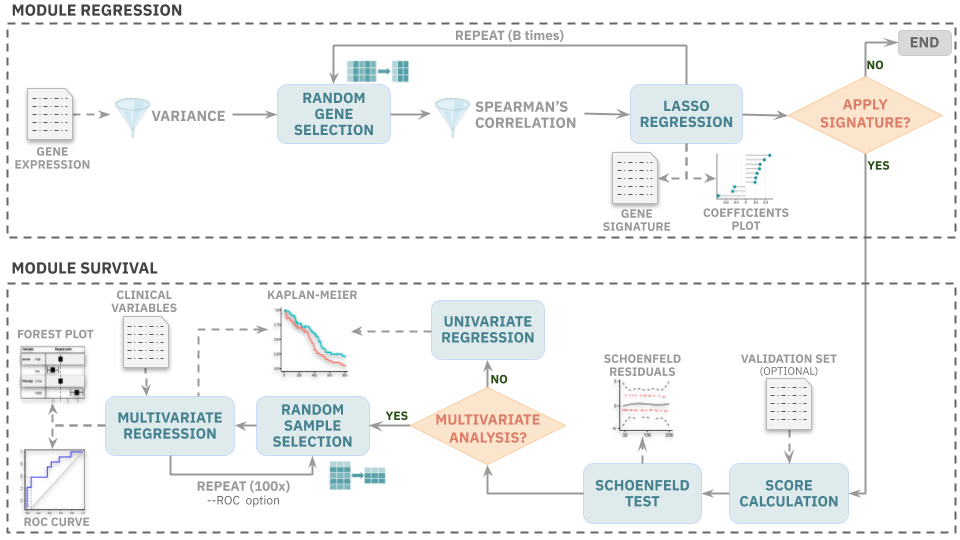 MODULE REGRESSION
REPEAT (B times)
END
NO
GENE
EXPRESSION
VARIANCE
RANDOM
GENE
SELECTION
SPEARMAN'S
CORRELATION
LASSO
REGRESSION
APPLY
SIGNATURE?
YES
GENE
SIGNATURE
COEFFICIENTS
PLOT
MODULE SURVIVAL
CLINICAL
VARIABLES
KAPLAN-MEIER
FOREST PLOT
UNIVARIATE
REGRESSION
SCHOENFELD
RESIDUALS
VALIDATION SET
(OPTIONAL)
NO
MULTIVARIATE
REGRESSION
RANDOM
SAMPLE
SELECTION
YES
MULTIVARIATE
ANALYSIS?
REPEAT (100x)
--ROC option
SCHOENFELD
TEST
SCORE
CALCULATION
ROC CURVE